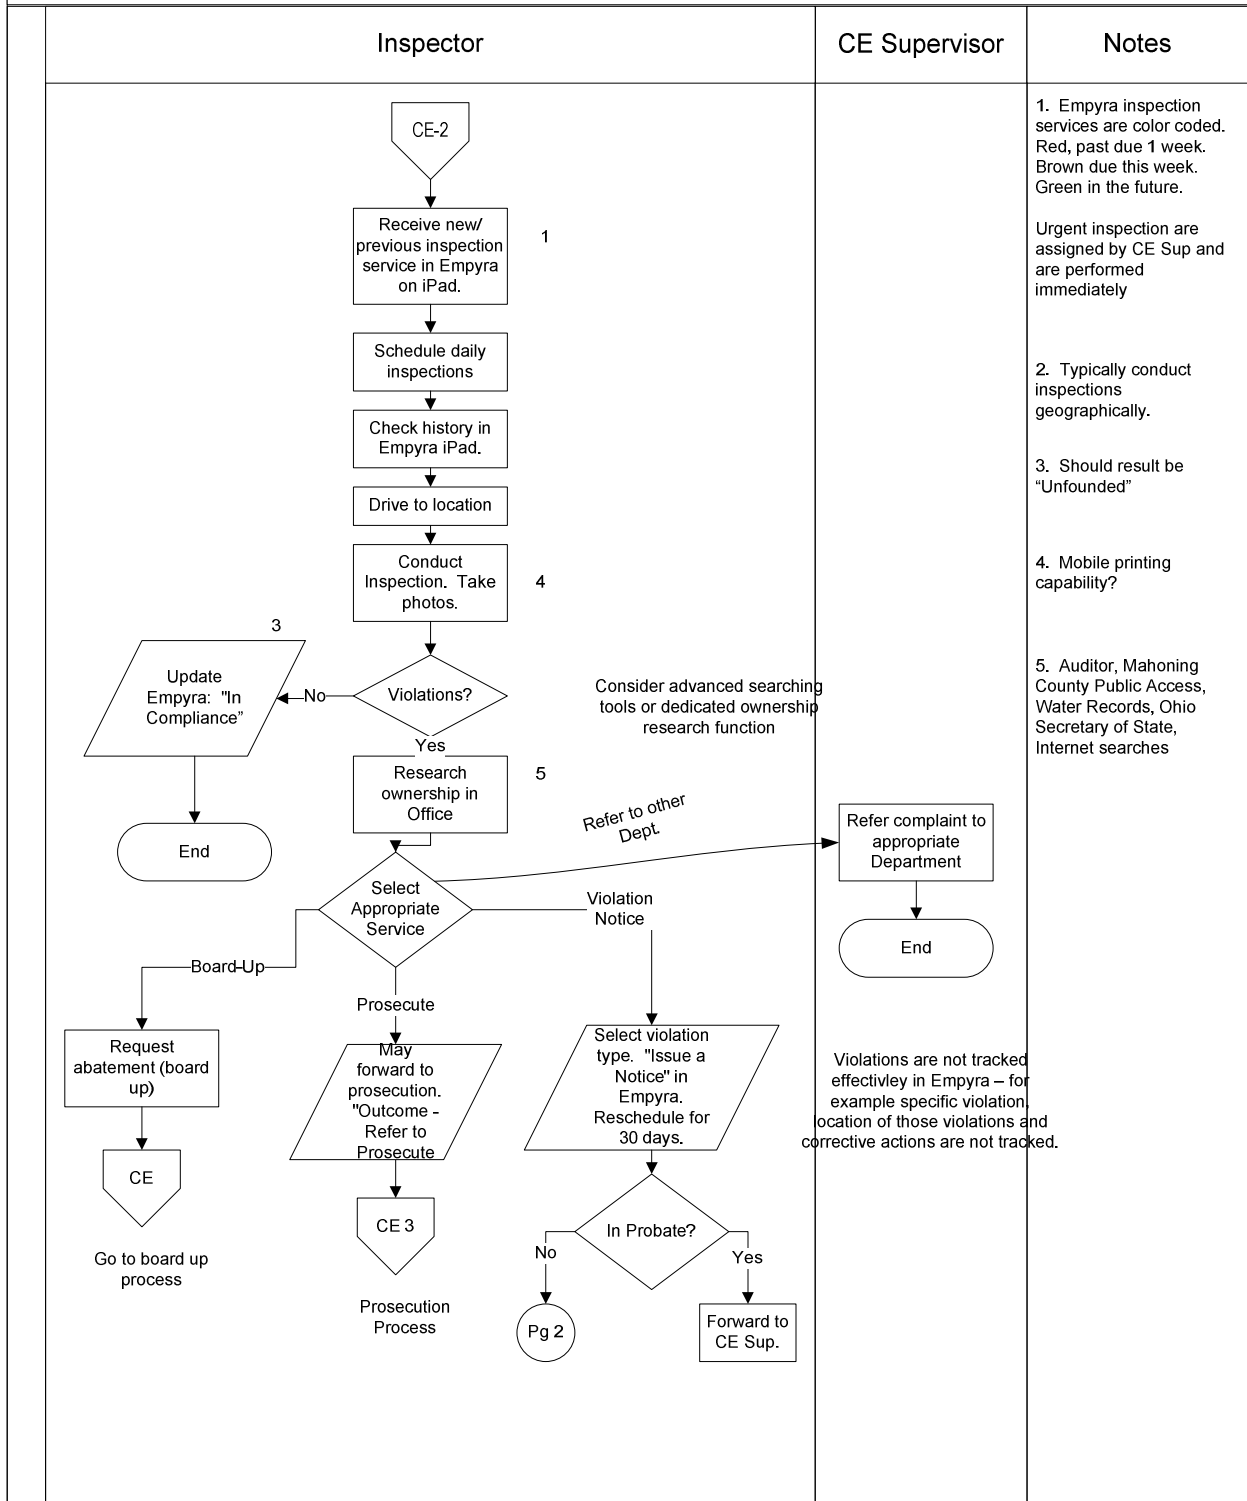 Inspector
CE Supervisor
Notes
CE-2
Receive new/
previous inspection
service in Empyra
on iPad.
1
Schedule daily
inspections
Check history in
Empyra iPad.
Drive to location
Conduct
Inspection.  Take
photos.
4
3
Update
Empyra:  "In
Compliance”
No
Violations?
Yes
End
Research
ownership in
Office
5
Consider advanced searching
tools or dedicated ownership
research function
Refer to other
Dept.
Refer complaint to
appropriate
Department
End
Select
Appropriate
Service
Violation
Notice
Board-Up
Prosecute
Request
abatement (board
up)
CE
Go to board up
process
May
forward to
prosecution.
"Outcome -
Refer to
Prosecute
CE 3
Prosecution
Process
Select violation
type.  "Issue a
Notice" in
Empyra.
Reschedule for
30 days.
In Probate?
No
Yes
Pg 2
Forward to
CE Sup.
Violations are not tracked
effectivley in Empyra – for
example specific violation,
location of those violations and
corrective actions are not tracked.
1.  Empyra inspection
services are color coded.
Red, past due 1 week.
Brown due this week.
Green in the future.
Urgent inspection are
assigned by CE Sup and
are performed
immediately
2.  Typically conduct
inspections
geographically.
3.  Should result be
“Unfounded”
4.  Mobile printing
capability?
5.  Auditor, Mahoning
County Public Access,
Water Records, Ohio
Secretary of State,
Internet searches